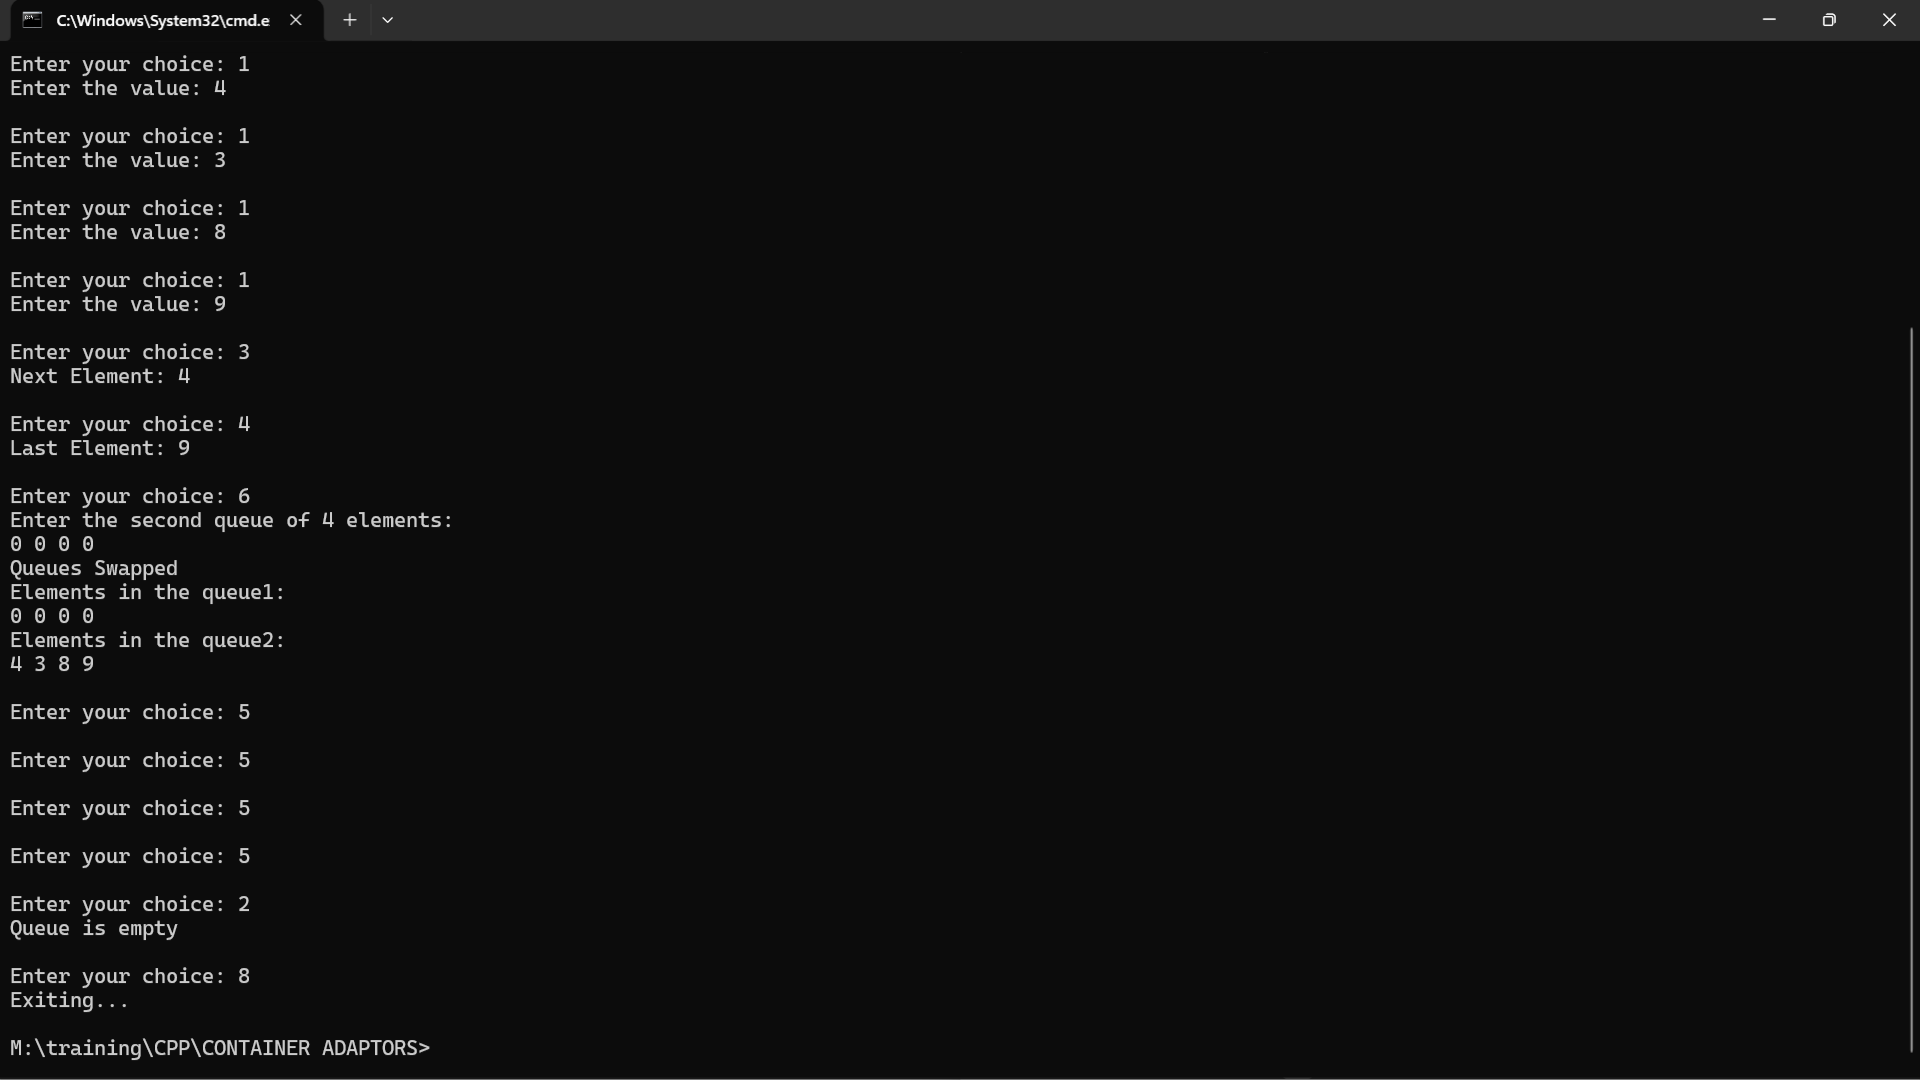 C:\Windows\System32\cmd.e
Enter your choice: 1
Enter the value: 4
Enter your choice: 1
Enter the value: 3
Enter your choice: 1
Enter the value: 8
Enter your choice: 1
Enter the value: 9
Enter your choice: 3
Next Element: 4
Enter your choice: 4
Last Element: 9
Enter your choice: 6
Enter the second queue of 4 elements:
0 0 0 0
Queues Swapped
Elements in the queue1:
0 0 0 0
Elements in the queue2:
4 3 8 9
Enter your choice: 5
Enter your choice: 5
Enter your choice: 5
Enter your choice: 5
Enter your choice: 2
Queue is empty
Enter your choice: 8
Exiting...
M:\training\CPP\CONTAINER ADAPTORS>